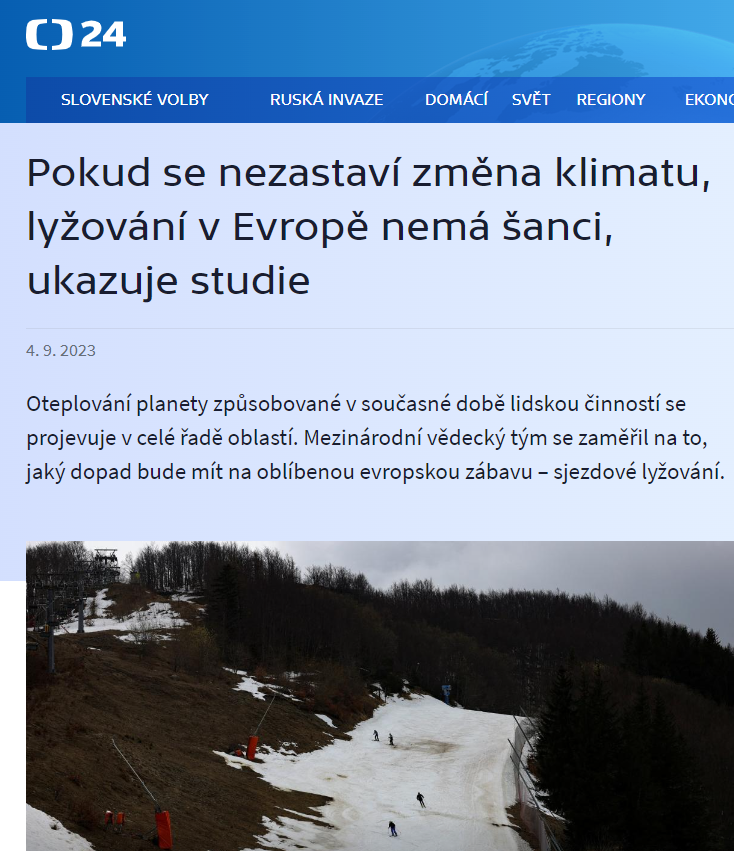 24
SLOVENSKÉ VOLBY RUSKÁ INVAZE DOMÁCÍ SVĚT REGIONY EKONO
Pokud se nezastaví změna klimatu,
lyžování v Evropě nemá šanci,
ukazuje studie
4. 9. 2023
Oteplování planety způsobované v současné době lidskou činností se
projevuje v celé řadě oblastí. Mezinárodní vědecký tým se zaměřil na to,
jaký dopad bude mít na oblíbenou evropskou zábavu – sjezdové lyžování.